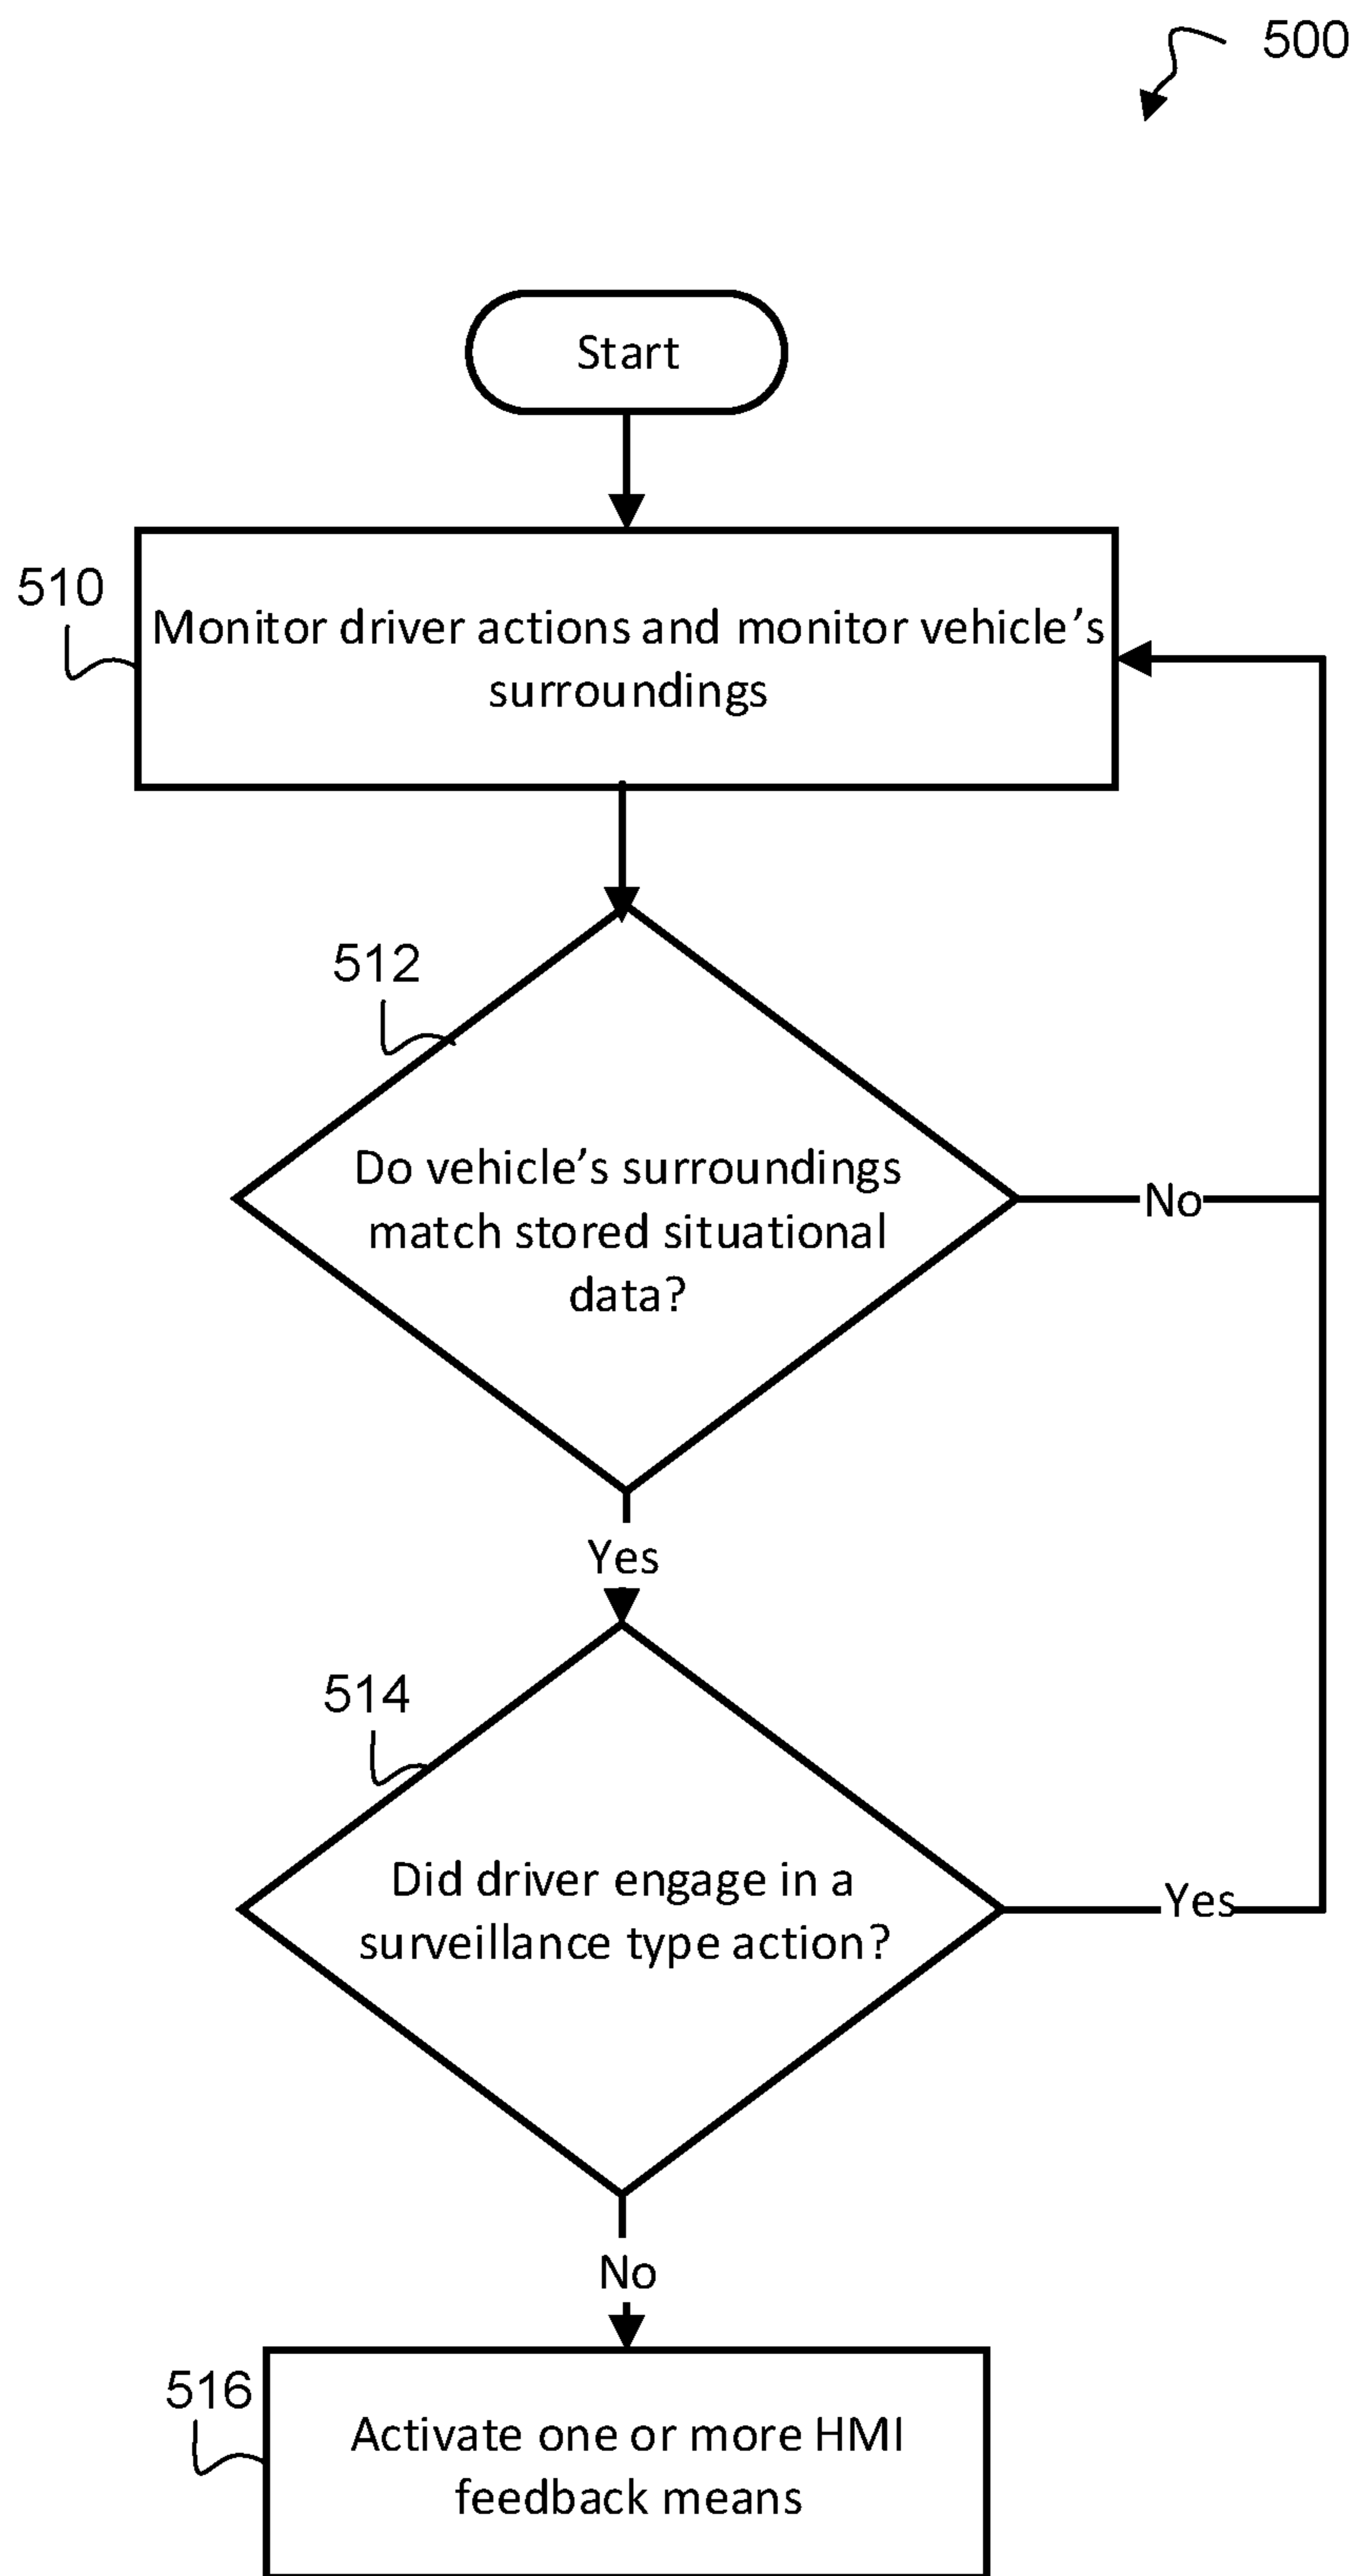 500
Start
510
Monitor driver actions and monitor vehicle’s
surroundings
512
Do vehicle’s surroundings
match stored situational
data?
No
Yes
514
Did driver engage in a
surveillance type action?
Yes
No
516
Activate one or more HMI
feedback means